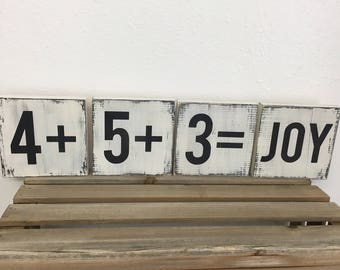 4+ 5+ 3= JOY